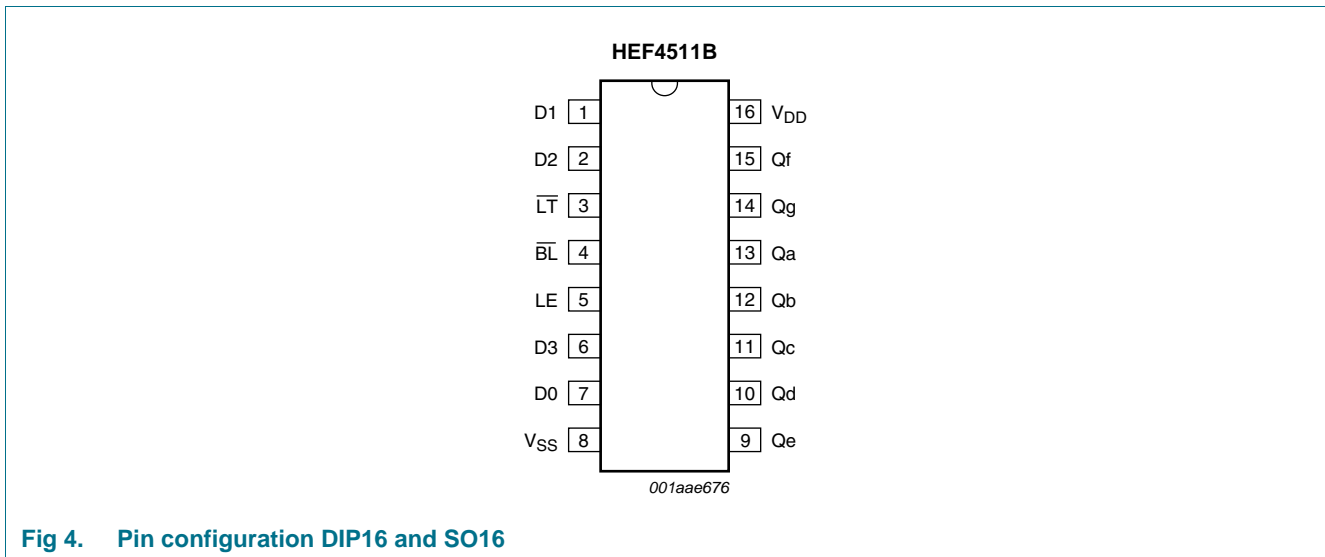 HEF4511B
D1 1 16 VDD
D2 2 15 Qf
L̅T̅ 3 14 Qg
B̅L̅ 4 13 Qa
LE 5 12 Qb
D3 6 11 Qc
D0 7 10 Qd
VSS 8 9 Qe
001aae676
Fig 4. Pin configuration DIP16 and SO16